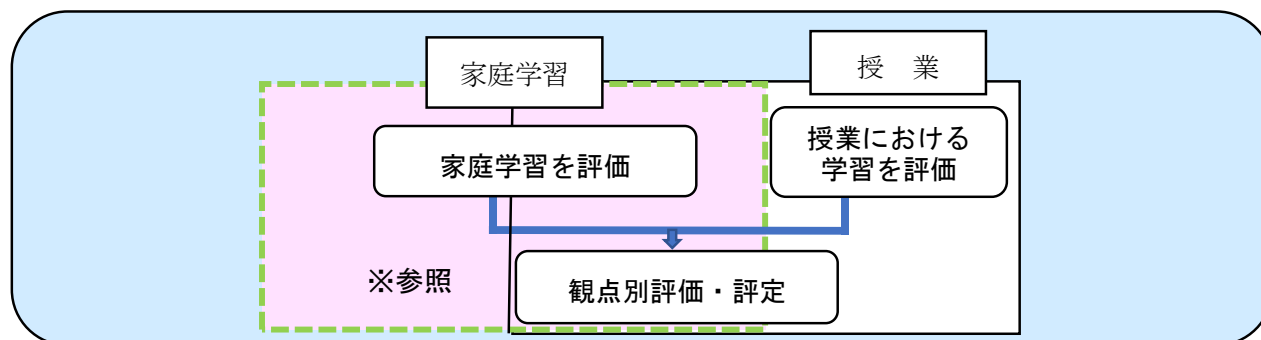 家庭学習
授　業
家庭学習を評価
授業における
学習を評価
※参照
観点別評価・評定